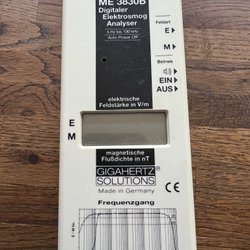 ME 3830B
Digitaler
Elektrosmog
Analyser
5 Hz bis 100 kHz
Auto-Power-Off
Feldart
E
M
Betrieb
EIN
AUS
elektrische
Feldstärke in V/m
E
M
magnetische
Flußdichte in nT
GIGAHERTZ
SOLUTIONS
Made in Germany
CE
Frequenzgang